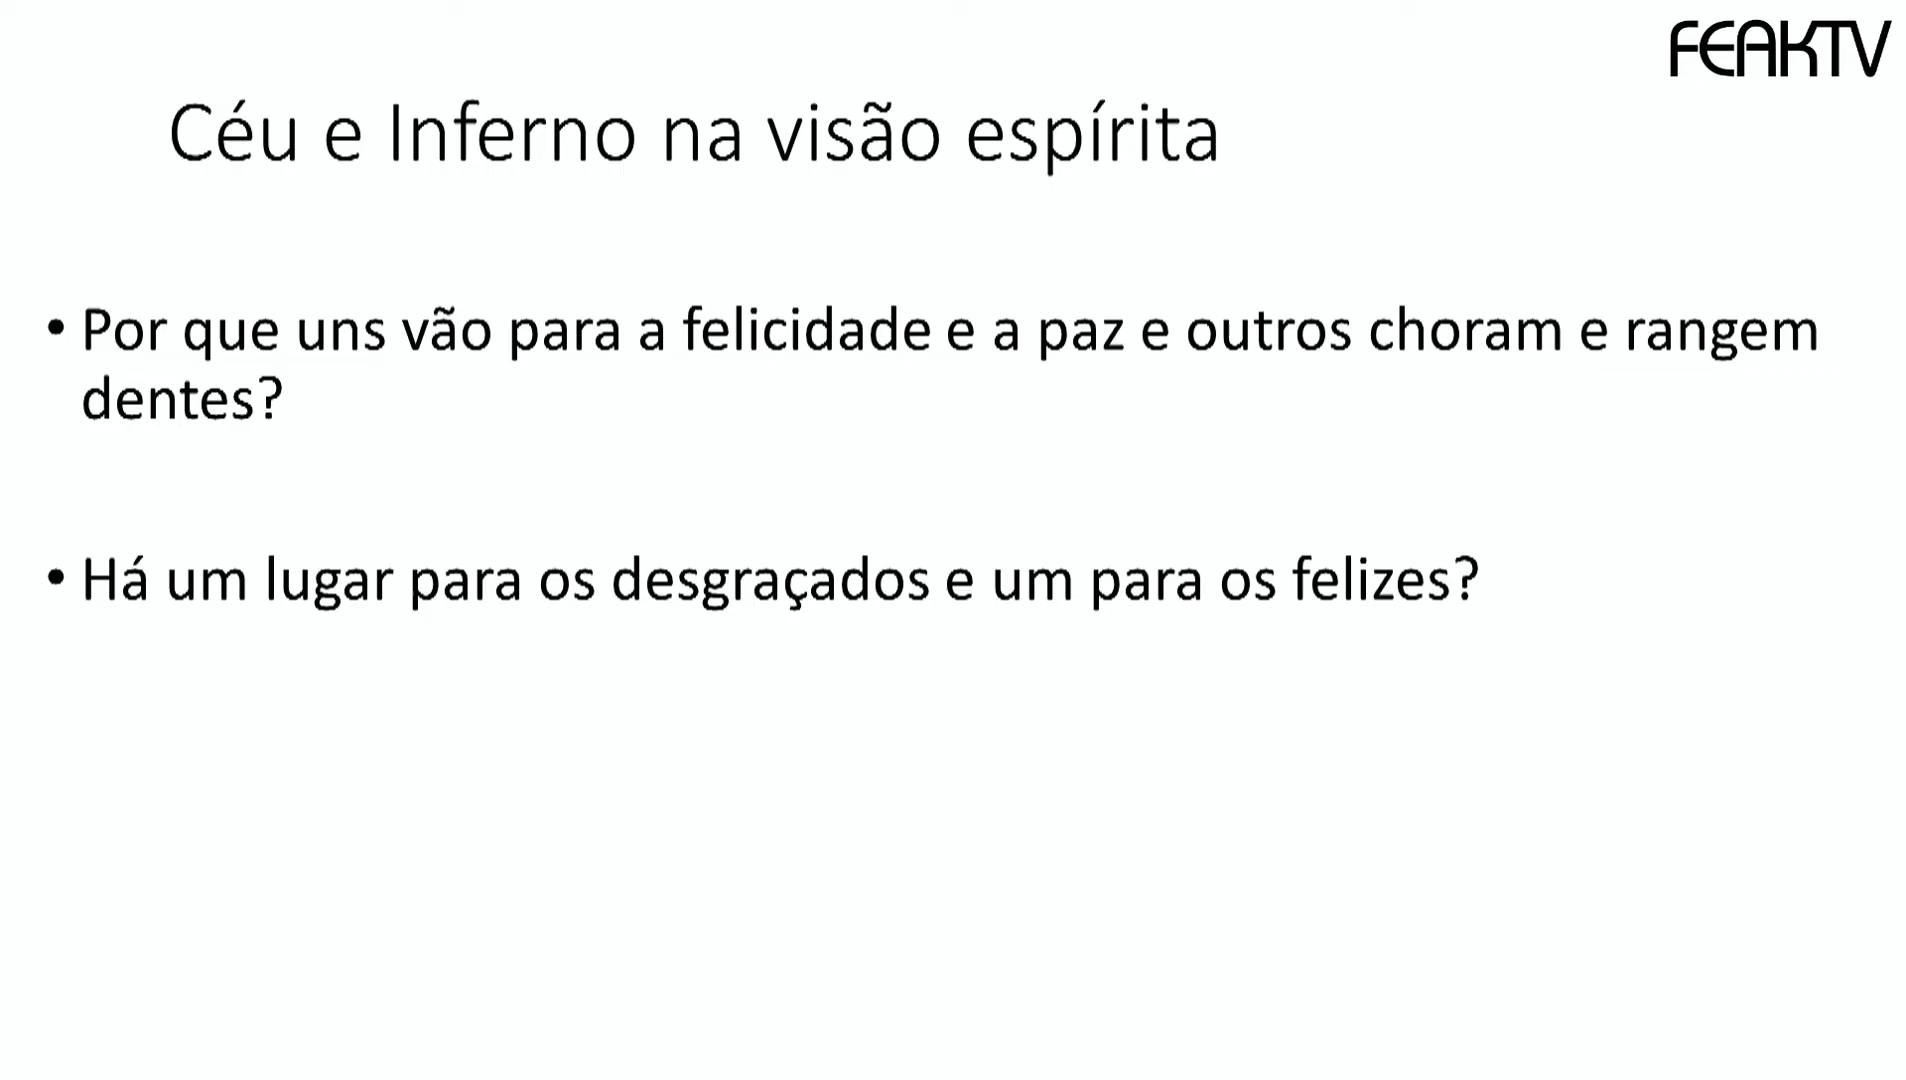 FEAKTV
Céu e Inferno na visão espírita
• Por que uns vão para a felicidade e a paz e outros choram e rangem
dentes?
• Há um lugar para os desgraçados e um para os felizes?